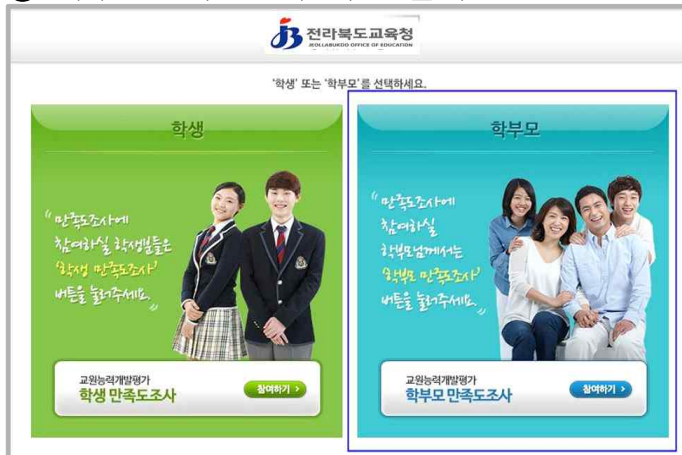 전라북도교육청
JEOLLABUKDO OFFICE OF EDUCATION
'학생' 또는 '학부모'를 선택하세요.
학생
"만족도조사에
참여하실 학생분들은
'학생 만족도조사'
버튼을 눌러주세요."
교원능력개발평가
학생 만족도조사
참여하기 >
학부모
"만족도조사에
참여하실
학부모님께서는
'학부모 만족도조사'
버튼을 눌러주세요."
교원능력개발평가
학부모 만족도조사
참여하기 >